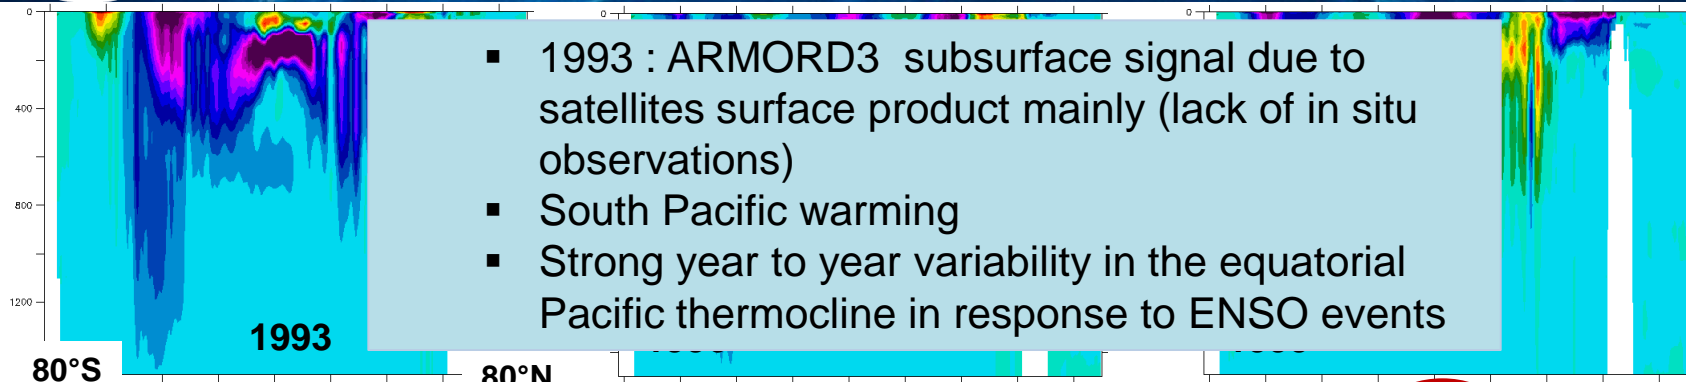 0
400
800
1200
0
0
▪ 1993 : ARMORD3 subsurface signal due to
satellites surface product mainly (lack of in situ
observations)
▪ South Pacific warming
▪ Strong year to year variability in the equatorial
Pacific thermocline in response to ENSO events
1993
80°S
80°N